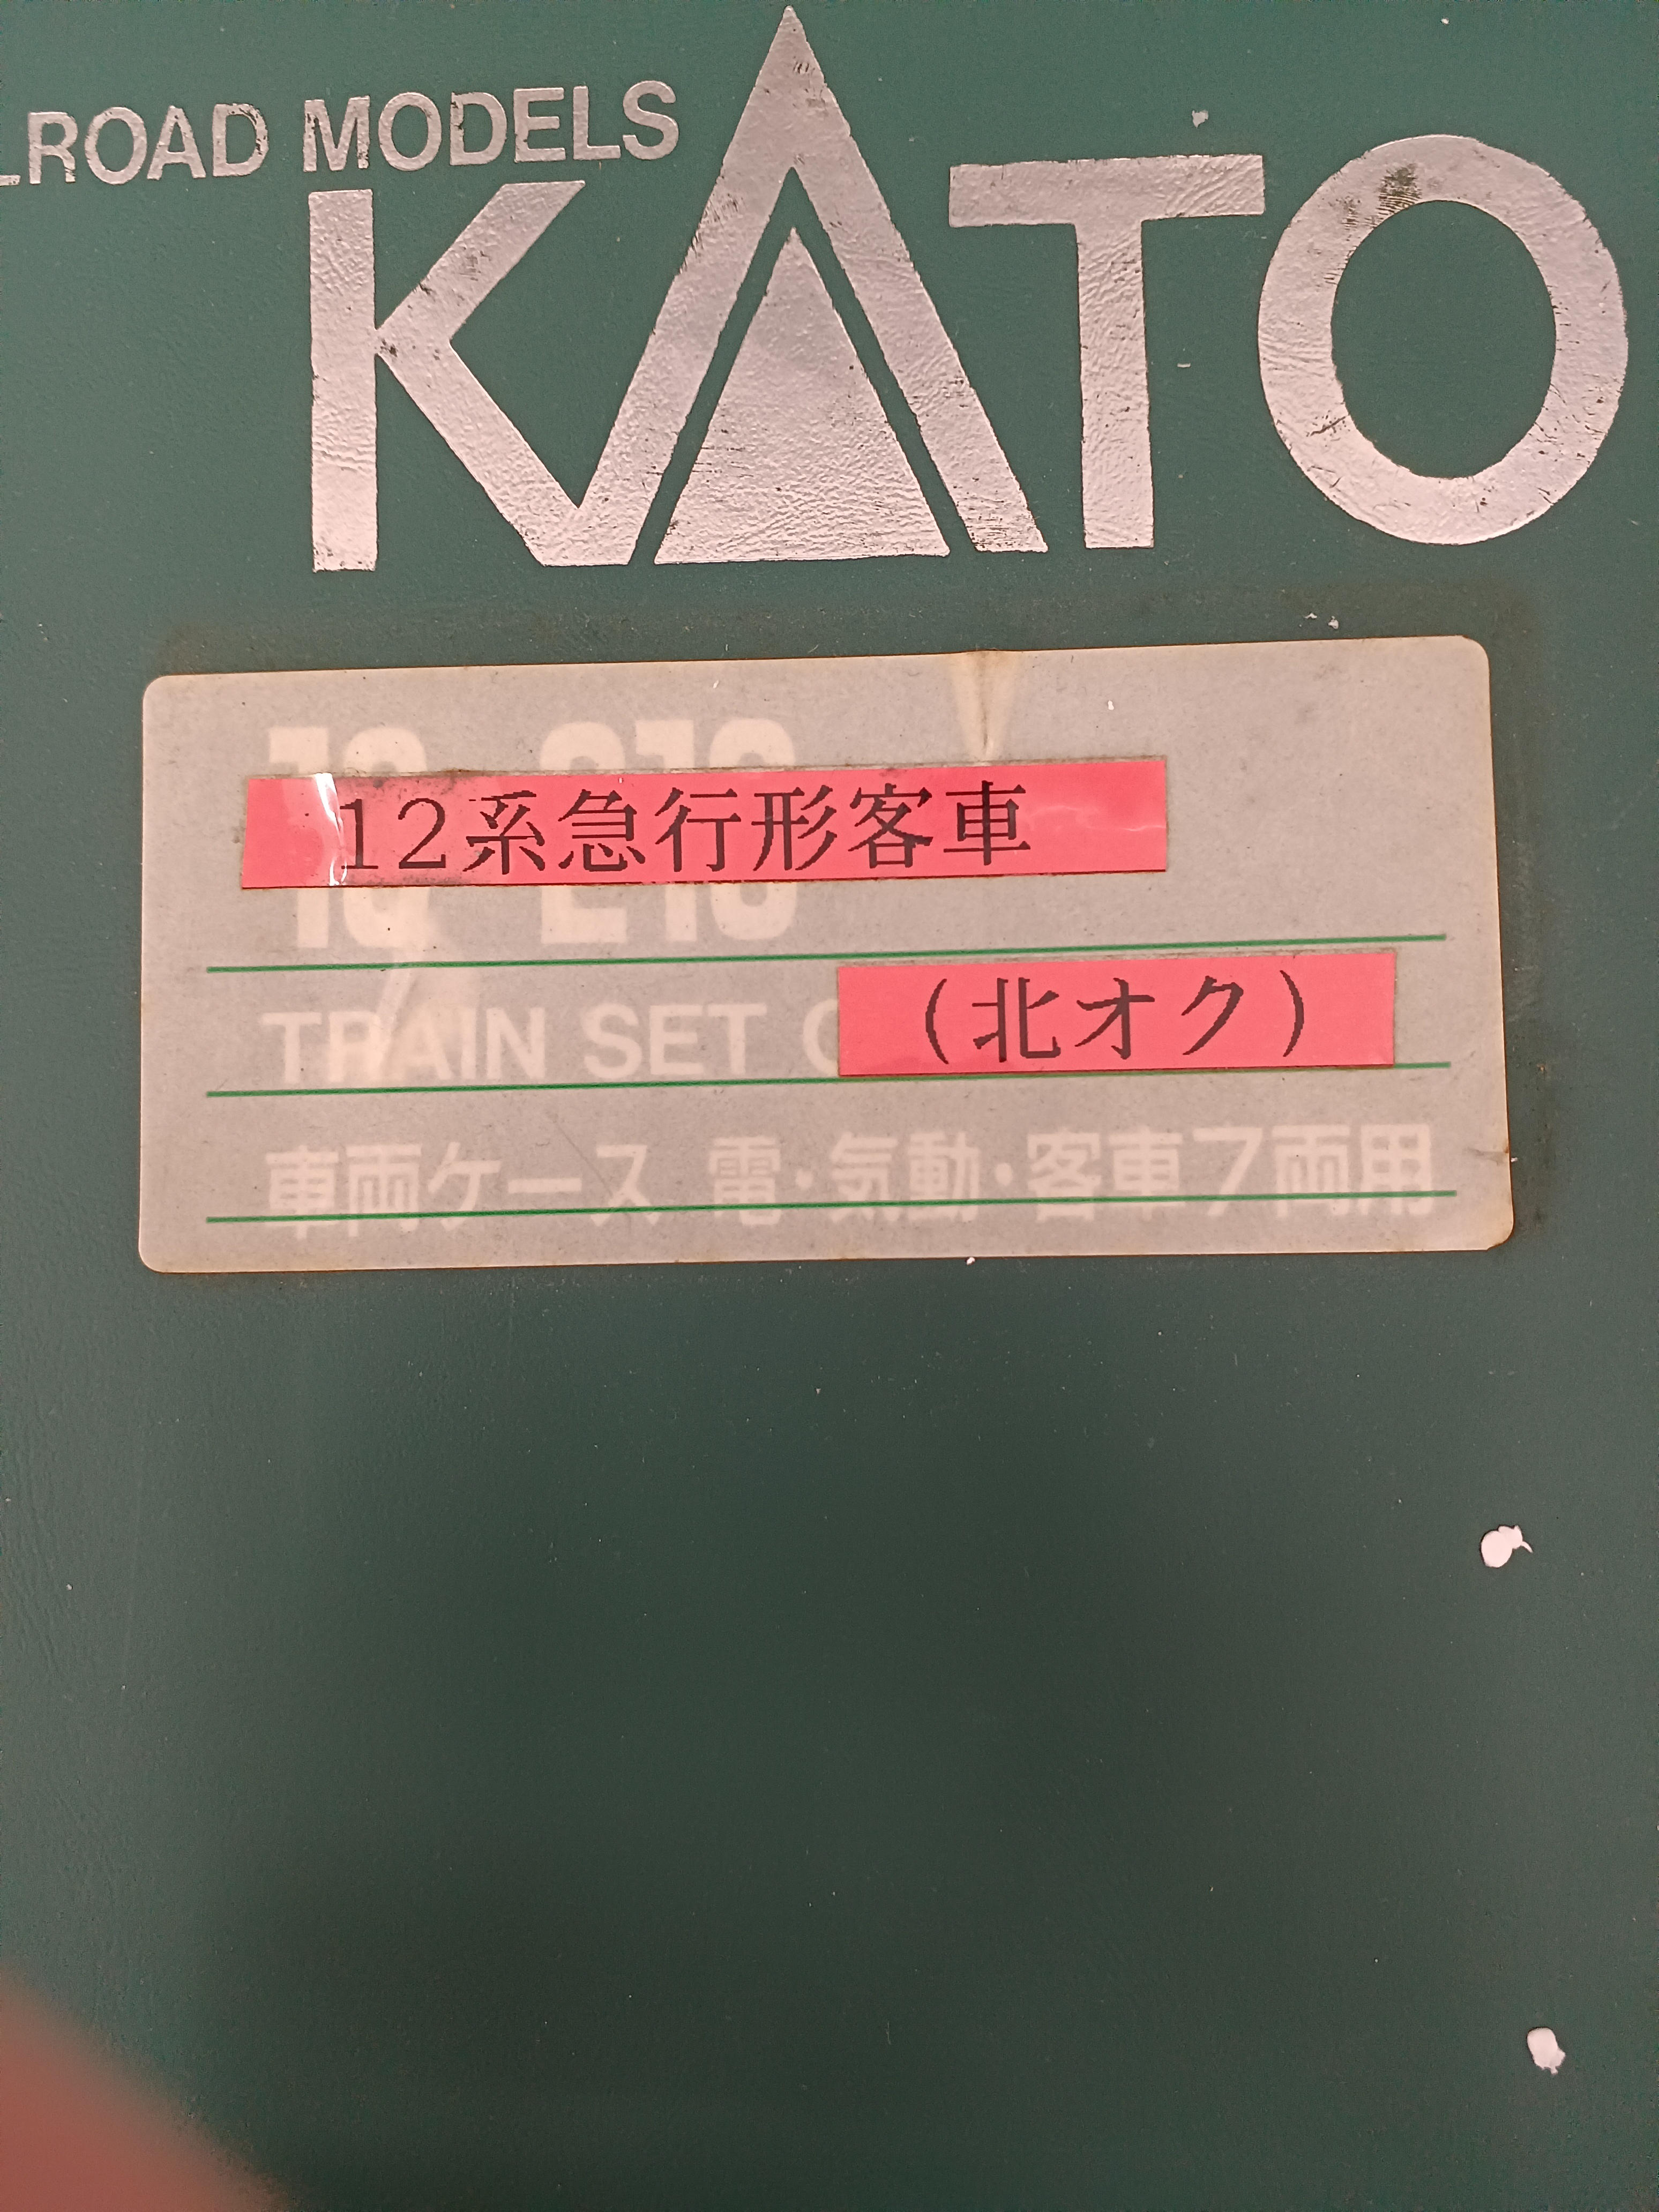 ROAD MODELS
KATO
12系急行形客車
TRAIN SET
(北オク)
車両ケース 電・気動・客車7両用